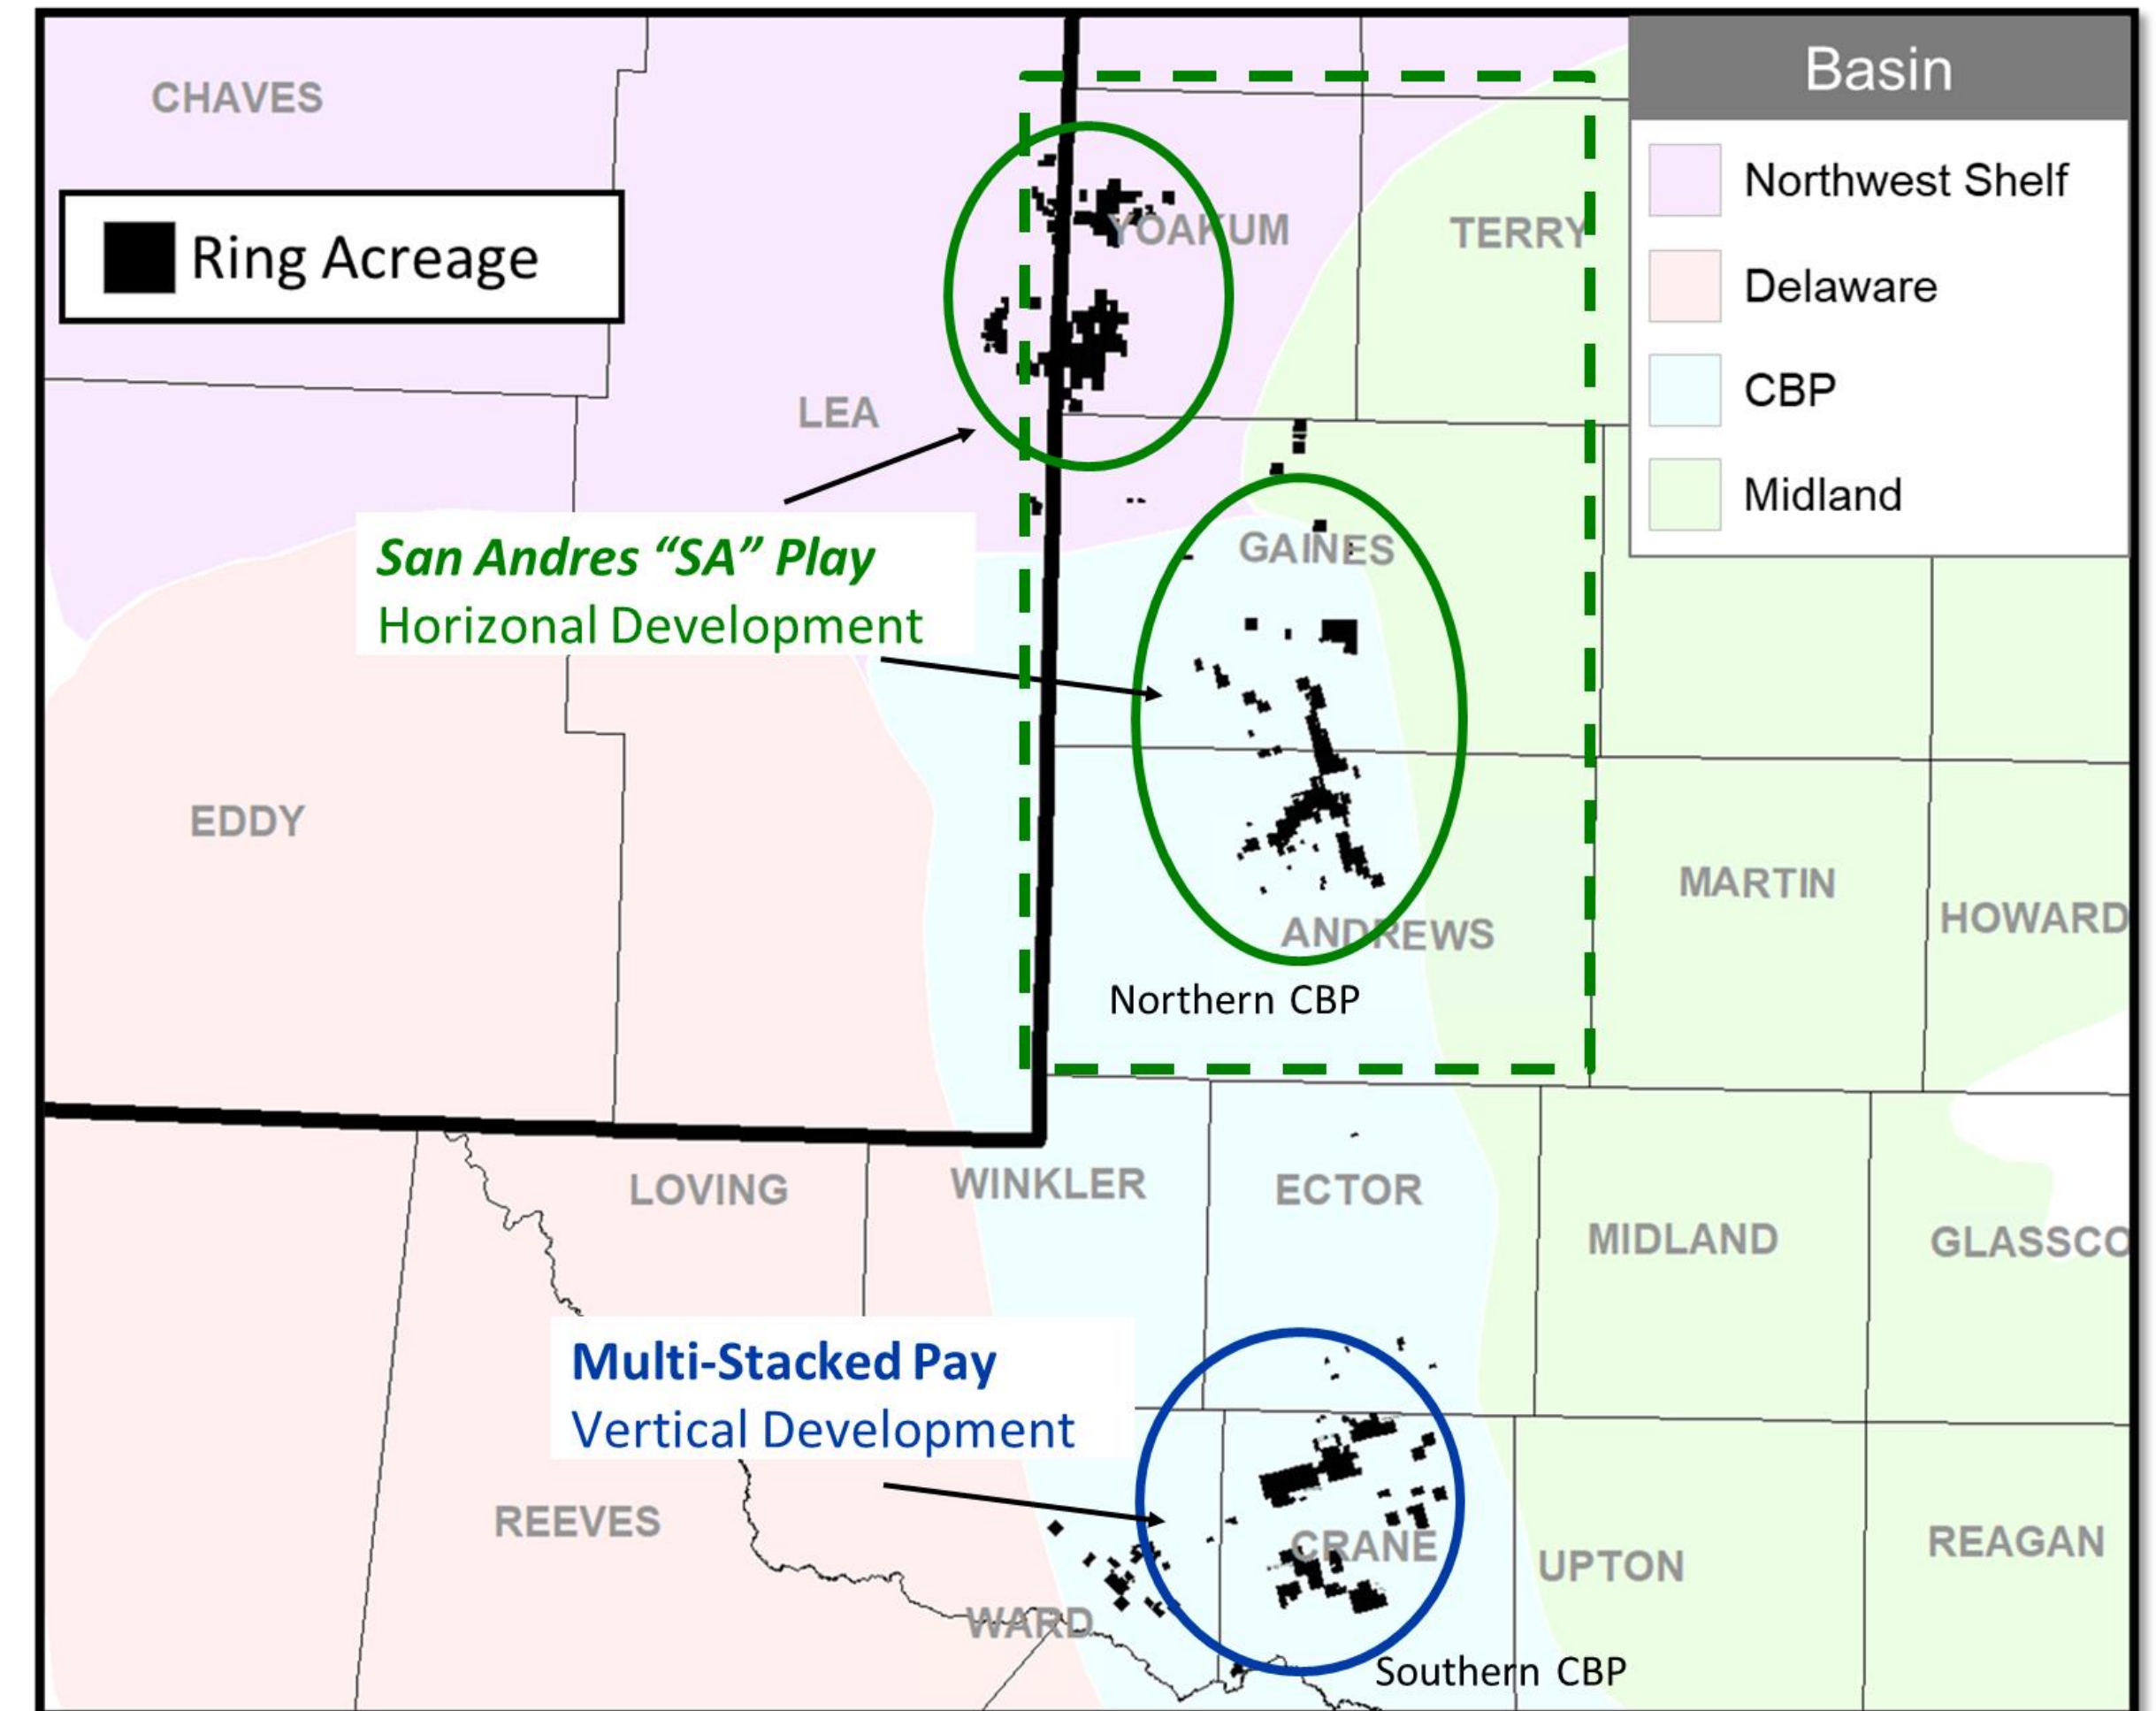 Basin
Northwest Shelf
Delaware
CBP
Midland
CHAVES
Ring Acreage
YOAKUM
TERRY
LEA
San Andres “SA” Play
Horizonal Development
GAINES
EDDY
MARTIN
HOWARD
ANDREWS
Northern CBP
LOVING
WINKLER
ECTOR
MIDLAND
GLASSCO
Multi-Stacked Pay
Vertical Development
REEVES
CRANE
UPTON
REAGAN
WARD
Southern CBP